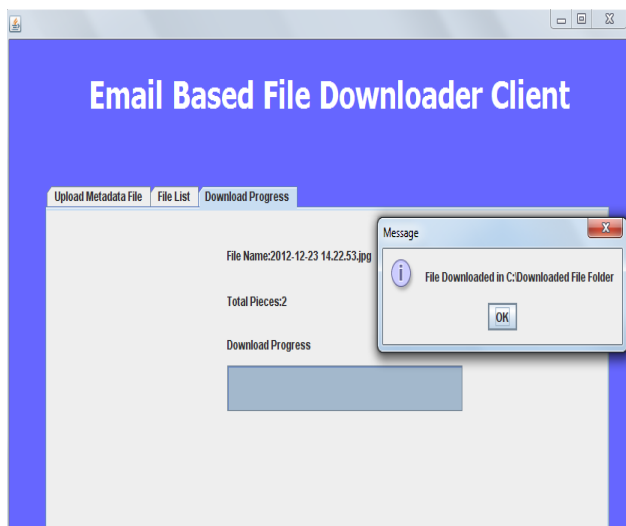 Email Based File Downloader Client
Upload Metadata File File List Download Progress
File Name:2012-12-23 14.22.53.jpg
Total Pieces:2
Download Progress
Message
File Downloaded in C:\Downloaded File Folder
OK